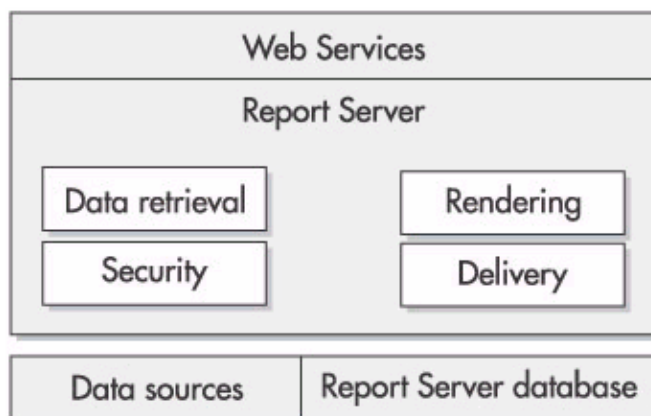 Web Services
Report Server
Data retrieval
Rendering
Security
Delivery
Data sources
Report Server database